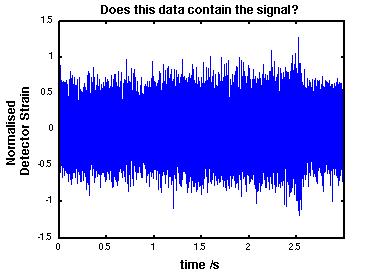 Does this data contain the signal?
1.5
1
0.5
0
-0.5
-1
-1.5
Normalised
Detector Strain
0 0.5 1 1.5 2 2.5
time /s